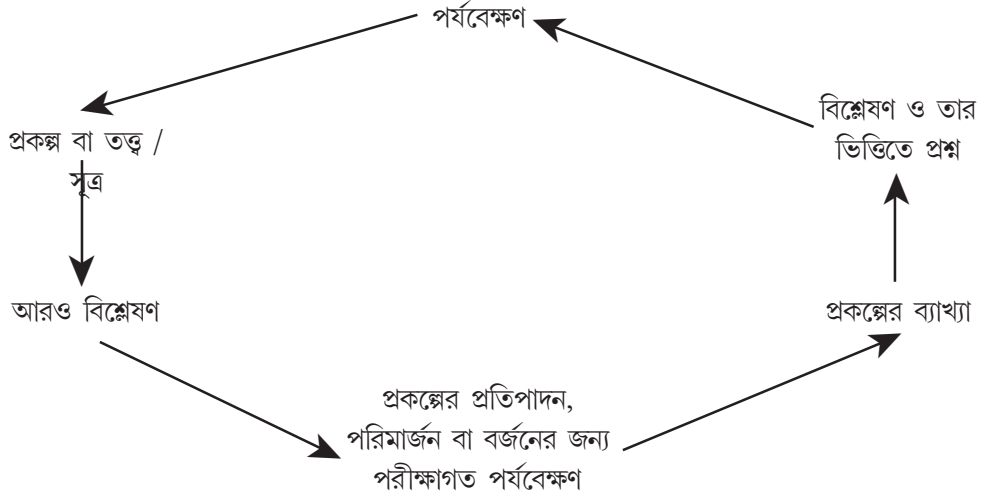 পর্যবেক্ষণ
বিশ্লেষণ ও তার
ভিত্তিতে প্রশ্ন
প্রকল্প বা তত্ত্ব /
সূত্র
আরও বিশ্লেষণ
প্রকল্পের ব্যাখ্যা
প্রকল্পের প্রতিপাদন,
পরিমার্জন বা বর্জনের জন্য
পরীক্ষাগত পর্যবেক্ষণ